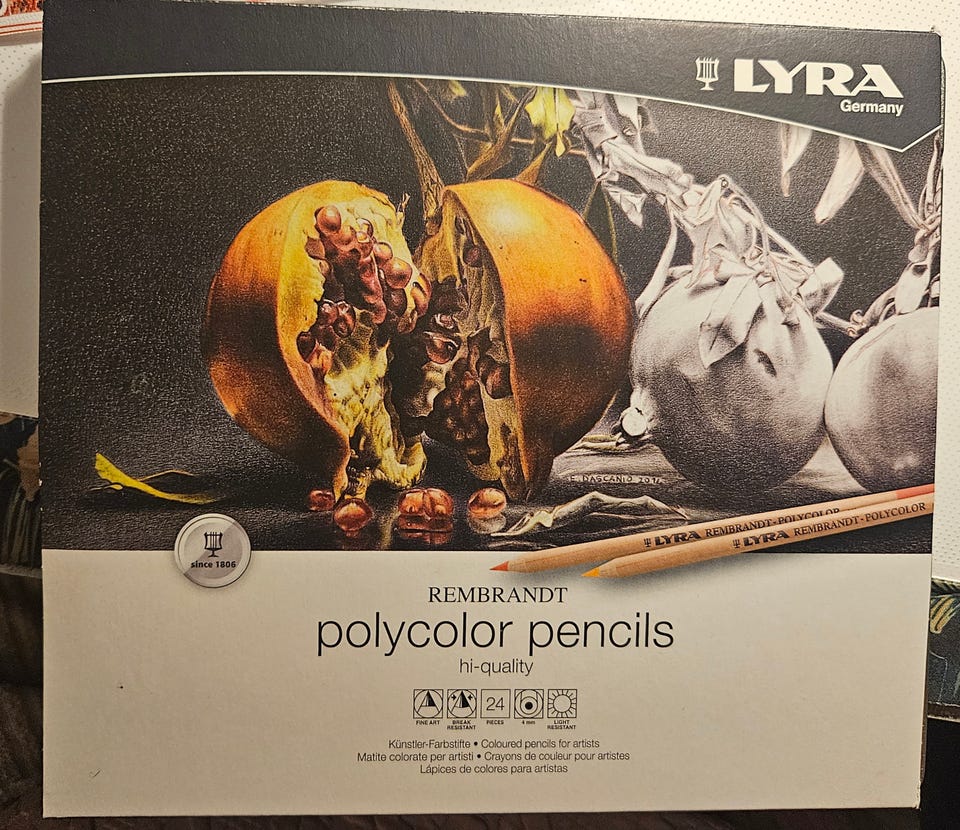 LYRA
Germany
E. DASCANIO 2014
LYRA REMBRANDT-POLYCOLOR
LYRA REMBRANDT-POLYCOLOR
since 1806
REMBRANDT
polycolor pencils
hi-quality
24
FINE ART BREAK RESISTANT PIECES 4 mm LIGHT RESISTANT
Künstler-Farbstifte • Coloured pencils for artists
Matite colorate per artisti • Crayons de couleur pour artistes
Lápices de colores para artistas